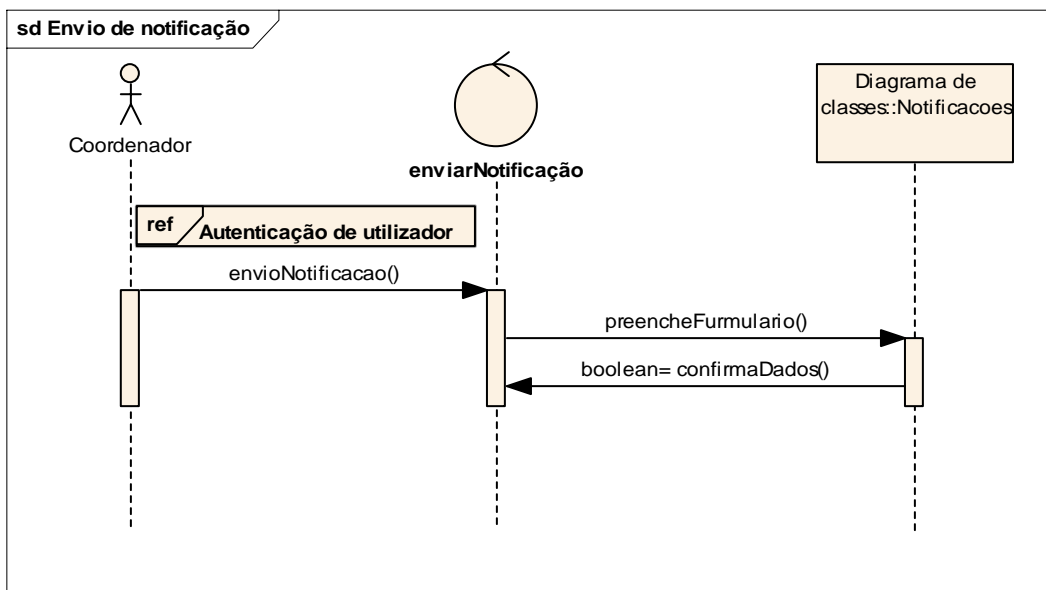 sd Envio de notificação
Coordenador
enviarNotificação
Diagrama de
classes::Notificacoes
ref
Autenticação de utilizador
envioNotificacao()
preencheFurmulario()
boolean= confirmaDados()